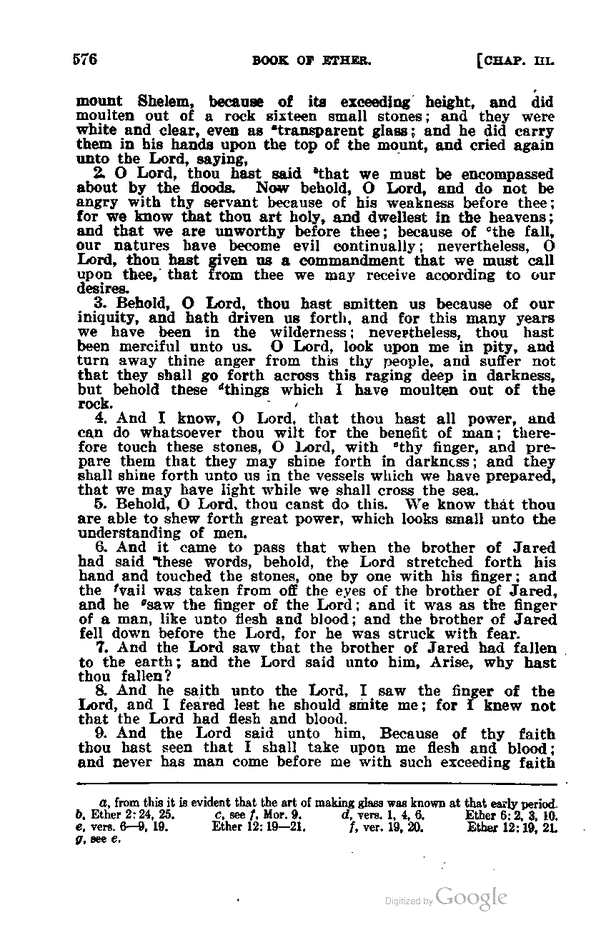 576 BOOK OF ETHER. [CHAP. III.
mount Shelem, because of its exceeding height, and did
moulten out of a rock sixteen small stones; and they were
white and clear, even as ᵃtransparent glass; and he did carry
them in his hands upon the top of the mount, and cried again
unto the Lord, saying,
2. O Lord, thou hast said ᵇthat we must be encompassed
about by the floods. Now behold, O Lord, and do not be
angry with thy servant because of his weakness before thee;
for we know that thou art holy, and dwellest in the heavens;
and that we are unworthy before thee; because of ᶜthe fall,
our natures have become evil continually; nevertheless, O
Lord, thou hast given us a commandment that we must call
upon thee, that from thee we may receive according to our
desires.
3. Behold, O Lord, thou hast smitten us because of our
iniquity, and hath driven us forth, and for this many years
we have been in the wilderness; nevertheless, thou hast
been merciful unto us. O Lord, look upon me in pity, and
turn away thine anger from this thy people, and suffer not
that they shall go forth across this raging deep in darkness,
but behold these ᵈthings which I have moulten out of the
rock.
4. And I know, O Lord, that thou hast all power, and
can do whatsoever thou wilt for the benefit of man; there-
fore touch these stones, O Lord, with ᵉthy finger, and pre-
pare them that they may shine forth in darkness; and they
shall shine forth unto us in the vessels which we have prepared,
that we may have light while we shall cross the sea.
5. Behold, O Lord, thou canst do this. We know that thou
are able to shew forth great power, which looks small unto the
understanding of men.
6. And it came to pass that when the brother of Jared
had said these words, behold, the Lord stretched forth his
hand and touched the stones, one by one with his finger; and
the ᶠvail was taken from off the eyes of the brother of Jared,
and he ᵍsaw the finger of the Lord; and it was as the finger
of a man, like unto flesh and blood; and the brother of Jared
fell down before the Lord, for he was struck with fear.
7. And the Lord saw that the brother of Jared had fallen
to the earth; and the Lord said unto him, Arise, why hast
thou fallen?
8. And he saith unto the Lord, I saw the finger of the
Lord, and I feared lest he should smite me; for I knew not
that the Lord had flesh and blood.
9. And the Lord said unto him, Because of thy faith
thou hast seen that I shall take upon me flesh and blood;
and never has man come before me with such exceeding faith
a, from this it is evident that the art of making glass was known at that early period.
b, Ether 2: 24, 25. c, see f, Mor. 9. d, vers. 1, 4, 6. Ether 6: 2, 3, 10.
e, vers. 6—9, 19. Ether 12: 19—21. f, ver. 19, 20. Ether 12: 19, 21.
g, see e.
Digitized by Google